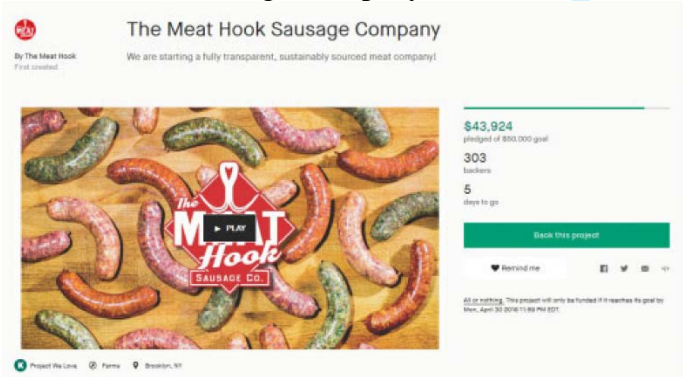 The Meat Hook Sausage Company
By The Meat Hook
First created
We are starting a fully transparent, sustainably sourced meat company!
The
MEAT
PLAY
Hook
SAUSAGE CO.
$43,924
pledged of $50,000 goal
303
backers
5
days to go
Back this project
Remind me
All or nothing. This project will only be funded if it reaches its goal by
Mon, April 30 2018 11:59 PM EDT.
Project We Love Farms Brooklyn, NY